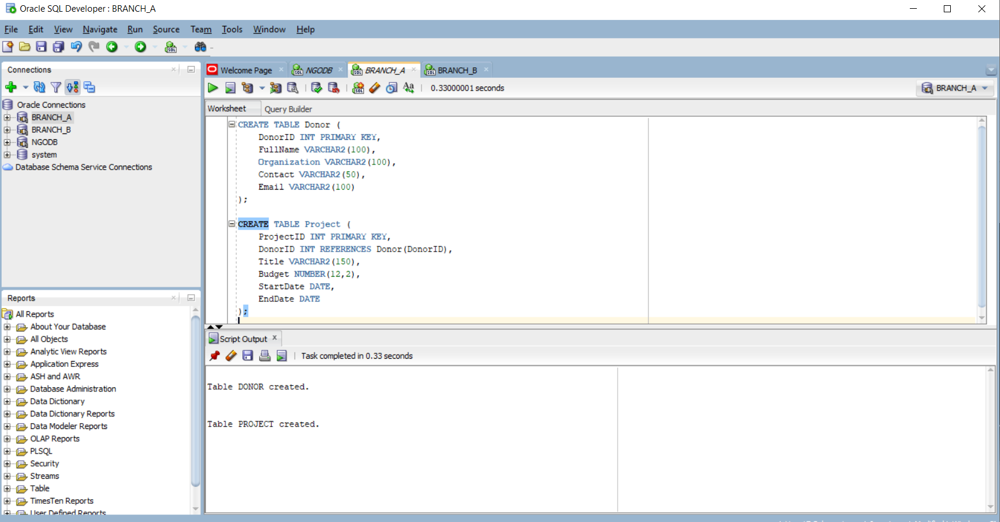 Oracle SQL Developer : BRANCH_A
File Edit View Navigate Run Source Team Tools Window Help
Connections
Oracle Connections
BRANCH_A
BRANCH_B
NGODB
system
Database Schema Service Connections
Reports
All Reports
About Your Database
All Objects
Analytic View Reports
Application Express
ASH and AWR
Database Administration
Data Dictionary
Data Dictionary Reports
Data Modeler Reports
OLAP Reports
PLSQL
Security
Streams
Table
TimesTen Reports
User Defined Reports
Welcome Page NGODB BRANCH_A BRANCH_B
0.33000001 seconds
BRANCH_A
Worksheet Query Builder
CREATE TABLE Donor (
DonorID INT PRIMARY KEY,
FullName VARCHAR2(100),
Organization VARCHAR2(100),
Contact VARCHAR2(50),
Email VARCHAR2(100)
);
CREATE TABLE Project (
ProjectID INT PRIMARY KEY,
DonorID INT REFERENCES Donor(DonorID),
Title VARCHAR2(150),
Budget NUMBER(12,2),
StartDate DATE,
EndDate DATE
);
Script Output
Task completed in 0.33 seconds
Table DONOR created.
Table PROJECT created.